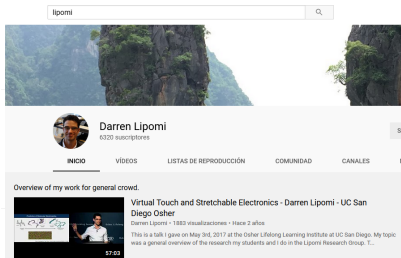 lipomi
Darren Lipomi
6320 suscriptores
S
INICIO VÍDEOS LISTAS DE REPRODUCCIÓN COMUNIDAD CANALES
Overview of my work for general crowd.
Virtual Touch and Stretchable Electronics - Darren Lipomi - UC San
Diego Osher
Darren Lipomi • 1883 visualizaciones • Hace 2 años
This is a talk I gave on May 3rd, 2017 at the Osher Lifelong Learning Institute at UC San Diego. My topic
was a general overview of the research my students and I do in the Lipomi Research Group. T...
57:03